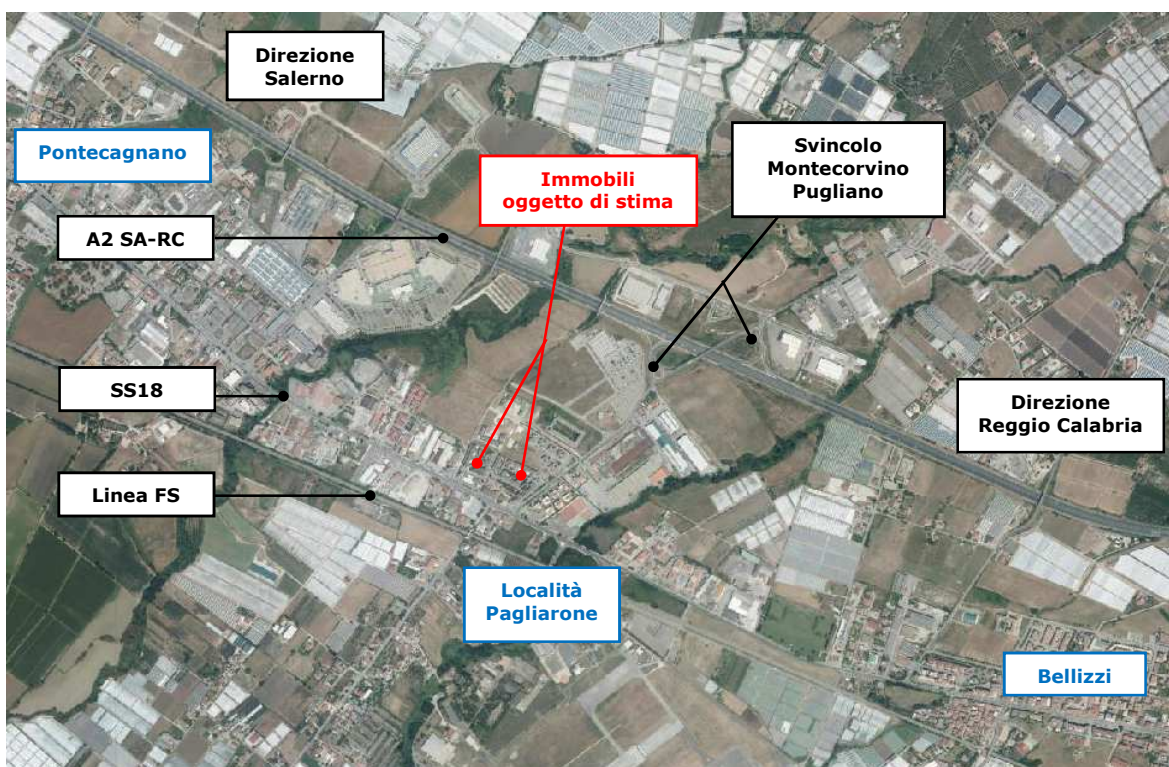 Direzione
Salerno
Pontecagnano
Svincolo
Montecorvino
Pugliano
Immobili
oggetto di stima
A2 SA-RC
SS18
Direzione
Reggio Calabria
Linea FS
Località
Pagliarone
Bellizzi